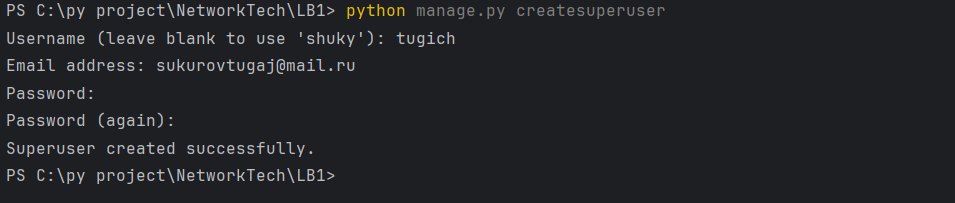 PS C:\py project\NetworkTech\LB1> python manage.py createsuperuser
Username (leave blank to use 'shuky'): tugich
Email address: sukurovtugaj@mail.ru
Password:
Password (again):
Superuser created successfully.
PS C:\py project\NetworkTech\LB1>